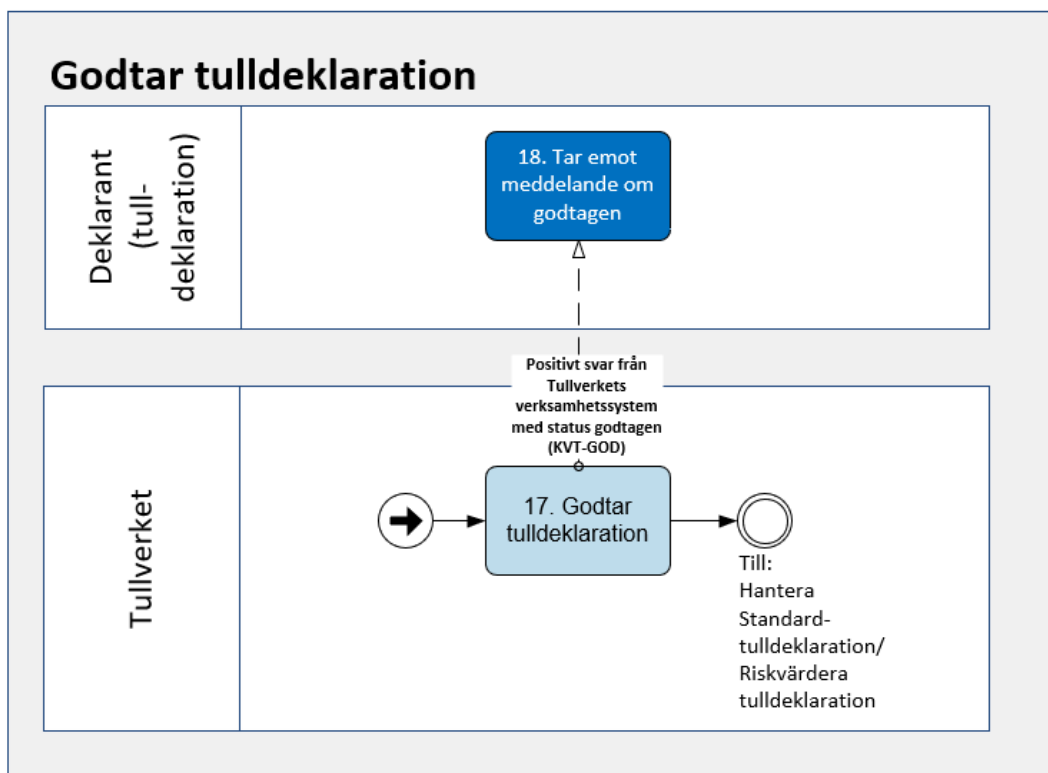 Godtar tulldeklaration
Deklarant
(tull-
deklaration)
18. Tar emot
meddelande om
godtagen
Positivt svar från
Tullverkets
verksamhetssystem
med status godtagen
(KVT-GOD)
Tullverket
17. Godtar
tulldeklaration
Till:
Hantera
Standard-
tulldeklaration/
Riskvärdera
tulldeklaration